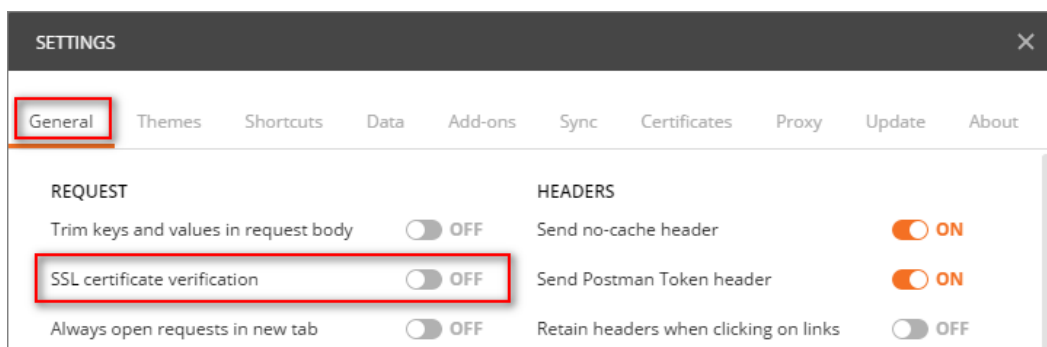 SETTINGS
General Themes Shortcuts Data Add-ons Sync Certificates Proxy Update About
REQUEST HEADERS
Trim keys and values in request body OFF Send no-cache header ON
SSL certificate verification OFF Send Postman Token header ON
Always open requests in new tab OFF Retain headers when clicking on links OFF